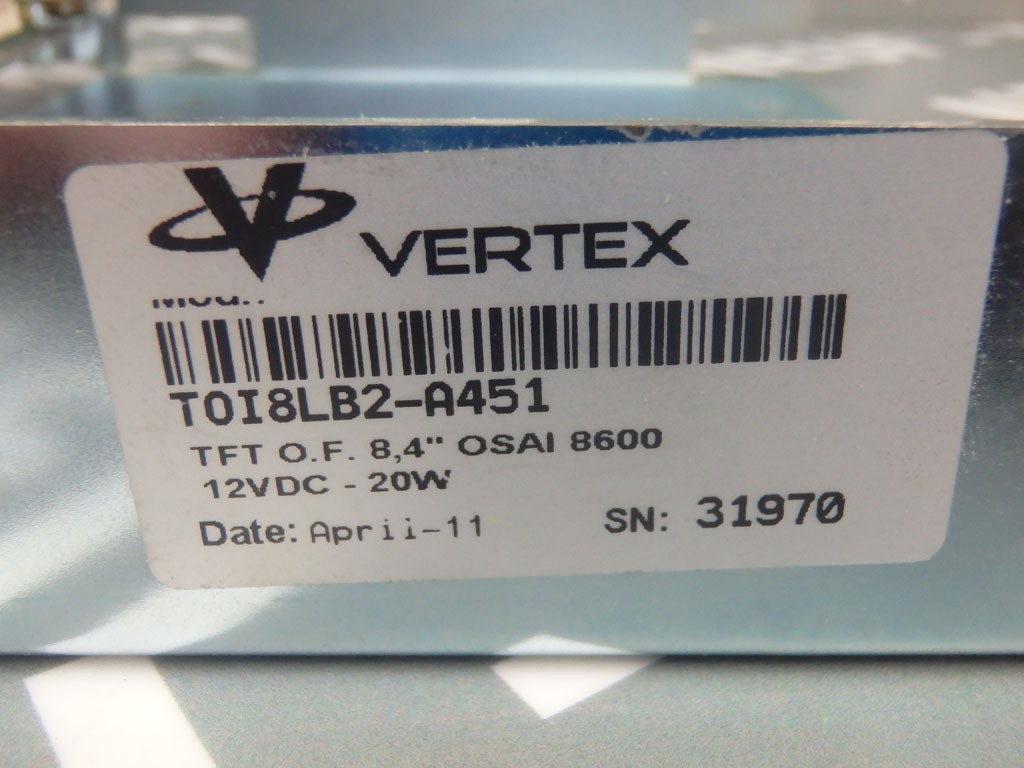 VERTEX
T0I8LB2-A451
TFT O.F. 8,4" OSAI 8600
12VDC - 20W
Date: Aprii-11 SN: 31970